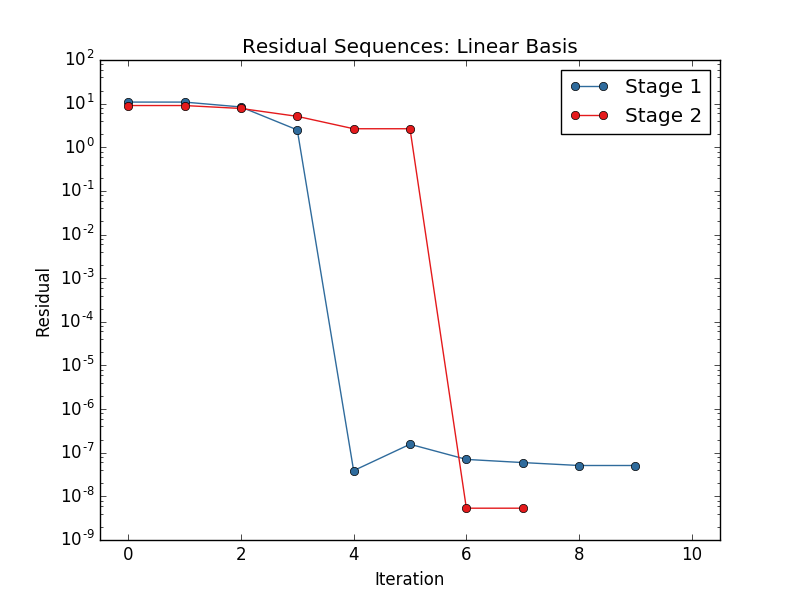 Residual Sequences: Linear Basis
Stage 1
Stage 2
10^2
10^1
10^0
10^-1
10^-2
10^-3
10^-4
10^-5
10^-6
10^-7
10^-8
10^-9
Residual
0 2 4 6 8 10
Iteration